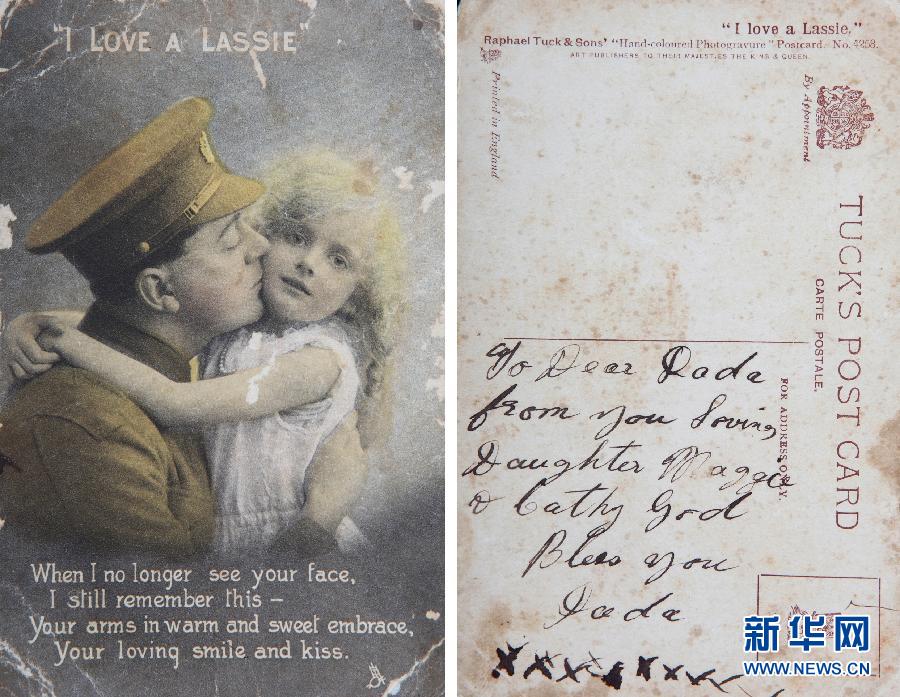 "I LOVE A LASSIE"
When I no longer see your face,
I still remember this –
Your arms in warm and sweet embrace,
Your loving smile and kiss.
"I love a Lassie."
Raphael Tuck & Sons' "Hand-coloured Photogravure" Postcard. No. 4258.
ART PUBLISHERS TO THEIR MAJESTIES THE KING & QUEEN.
Printed in England
By Appointment
TUCK'S POST CARD
CARTE POSTALE.
FOR ADDRESS ONLY.
To Dear Dada
from you Loving
Daughter Maggie
& Cathy God
Bless you
Dada
xxxxxxxx
新华网
WWW.NEWS.CN